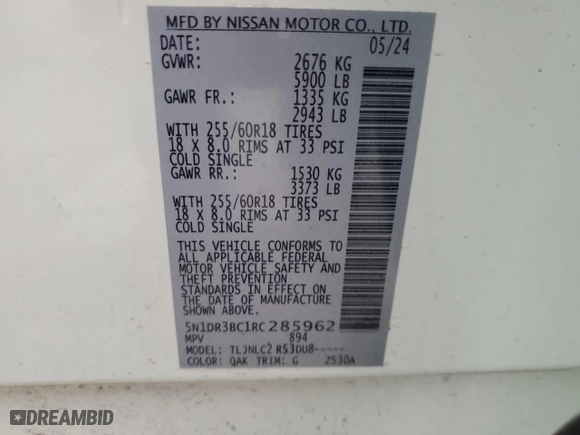 MFD BY NISSAN MOTOR CO., LTD.
DATE: 05/24
GVWR: 2676 KG
5900 LB
GAWR FR.: 1335 KG
2943 LB
WITH 255/60R18 TIRES
18 X 8.0 RIMS AT 33 PSI
COLD SINGLE
GAWR RR.: 1530 KG
3373 LB
WITH 255/60R18 TIRES
18 X 8.0 RIMS AT 33 PSI
COLD SINGLE
THIS VEHICLE CONFORMS TO
ALL APPLICABLE FEDERAL
MOTOR VEHICLE SAFETY AND
THEFT PREVENTION
STANDARDS IN EFFECT ON
THE DATE OF MANUFACTURE
SHOWN ABOVE.
5N1DR3BC1RC285962
MPV 894
MODEL: TLJNLC2 R53DU8-----
COLOR: QAK TRIM: G ZS30A
DREAMBID